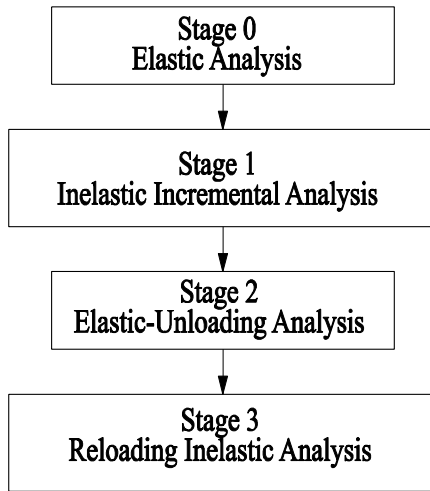 Stage 0
Elastic Analysis
Stage 1
Inelastic Incremental Analysis
Stage 2
Elastic-Unloading Analysis
Stage 3
Reloading Inelastic Analysis